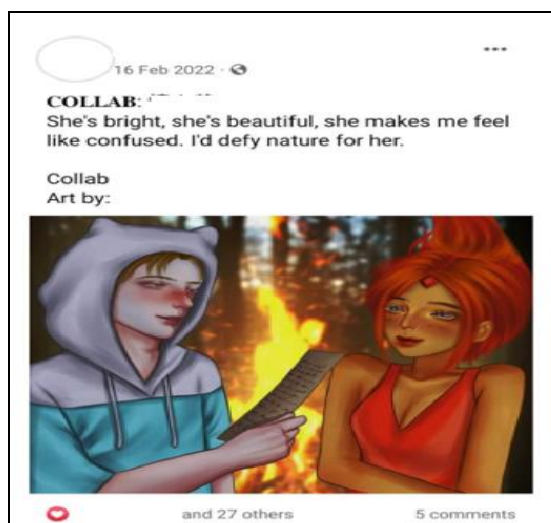 16 Feb 2022 ·
COLLAB:
She's bright, she's beautiful, she makes me feel
like confused. I'd defy nature for her.
Collab
Art by:
and 27 others 5 comments